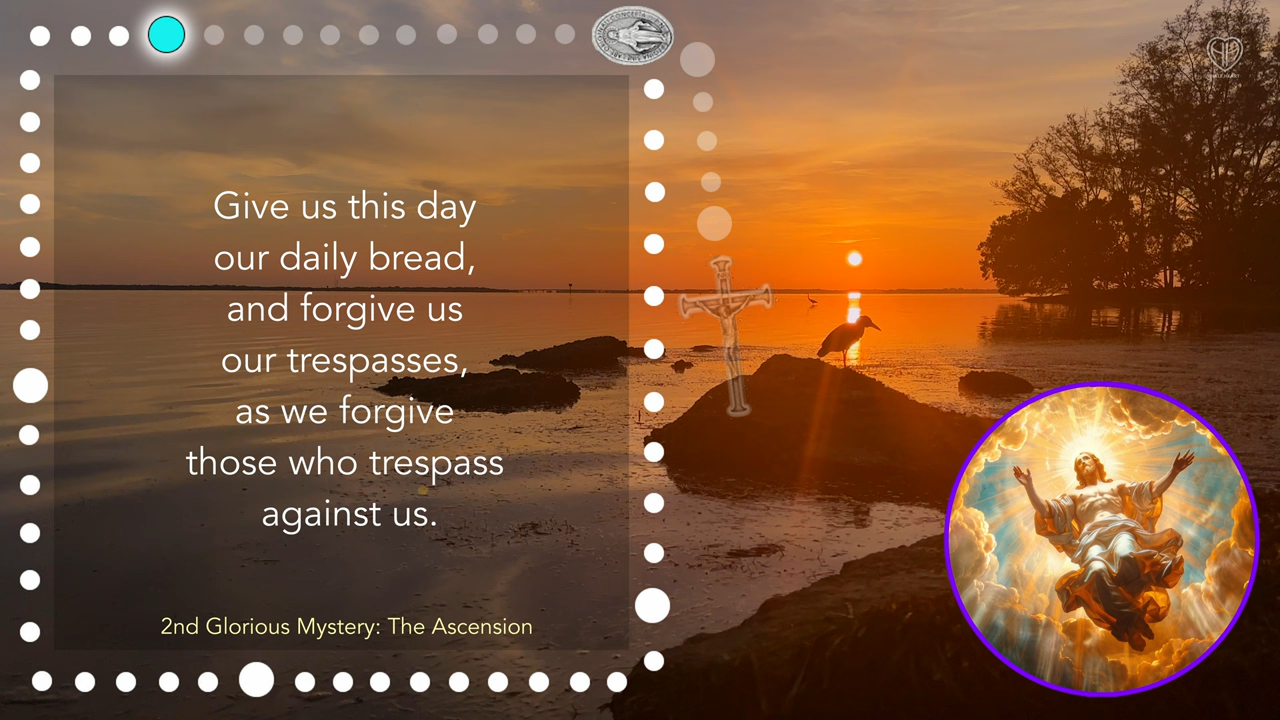 Give us this day
our daily bread,
and forgive us
our trespasses,
as we forgive
those who trespass
against us.
2nd Glorious Mystery: The Ascension